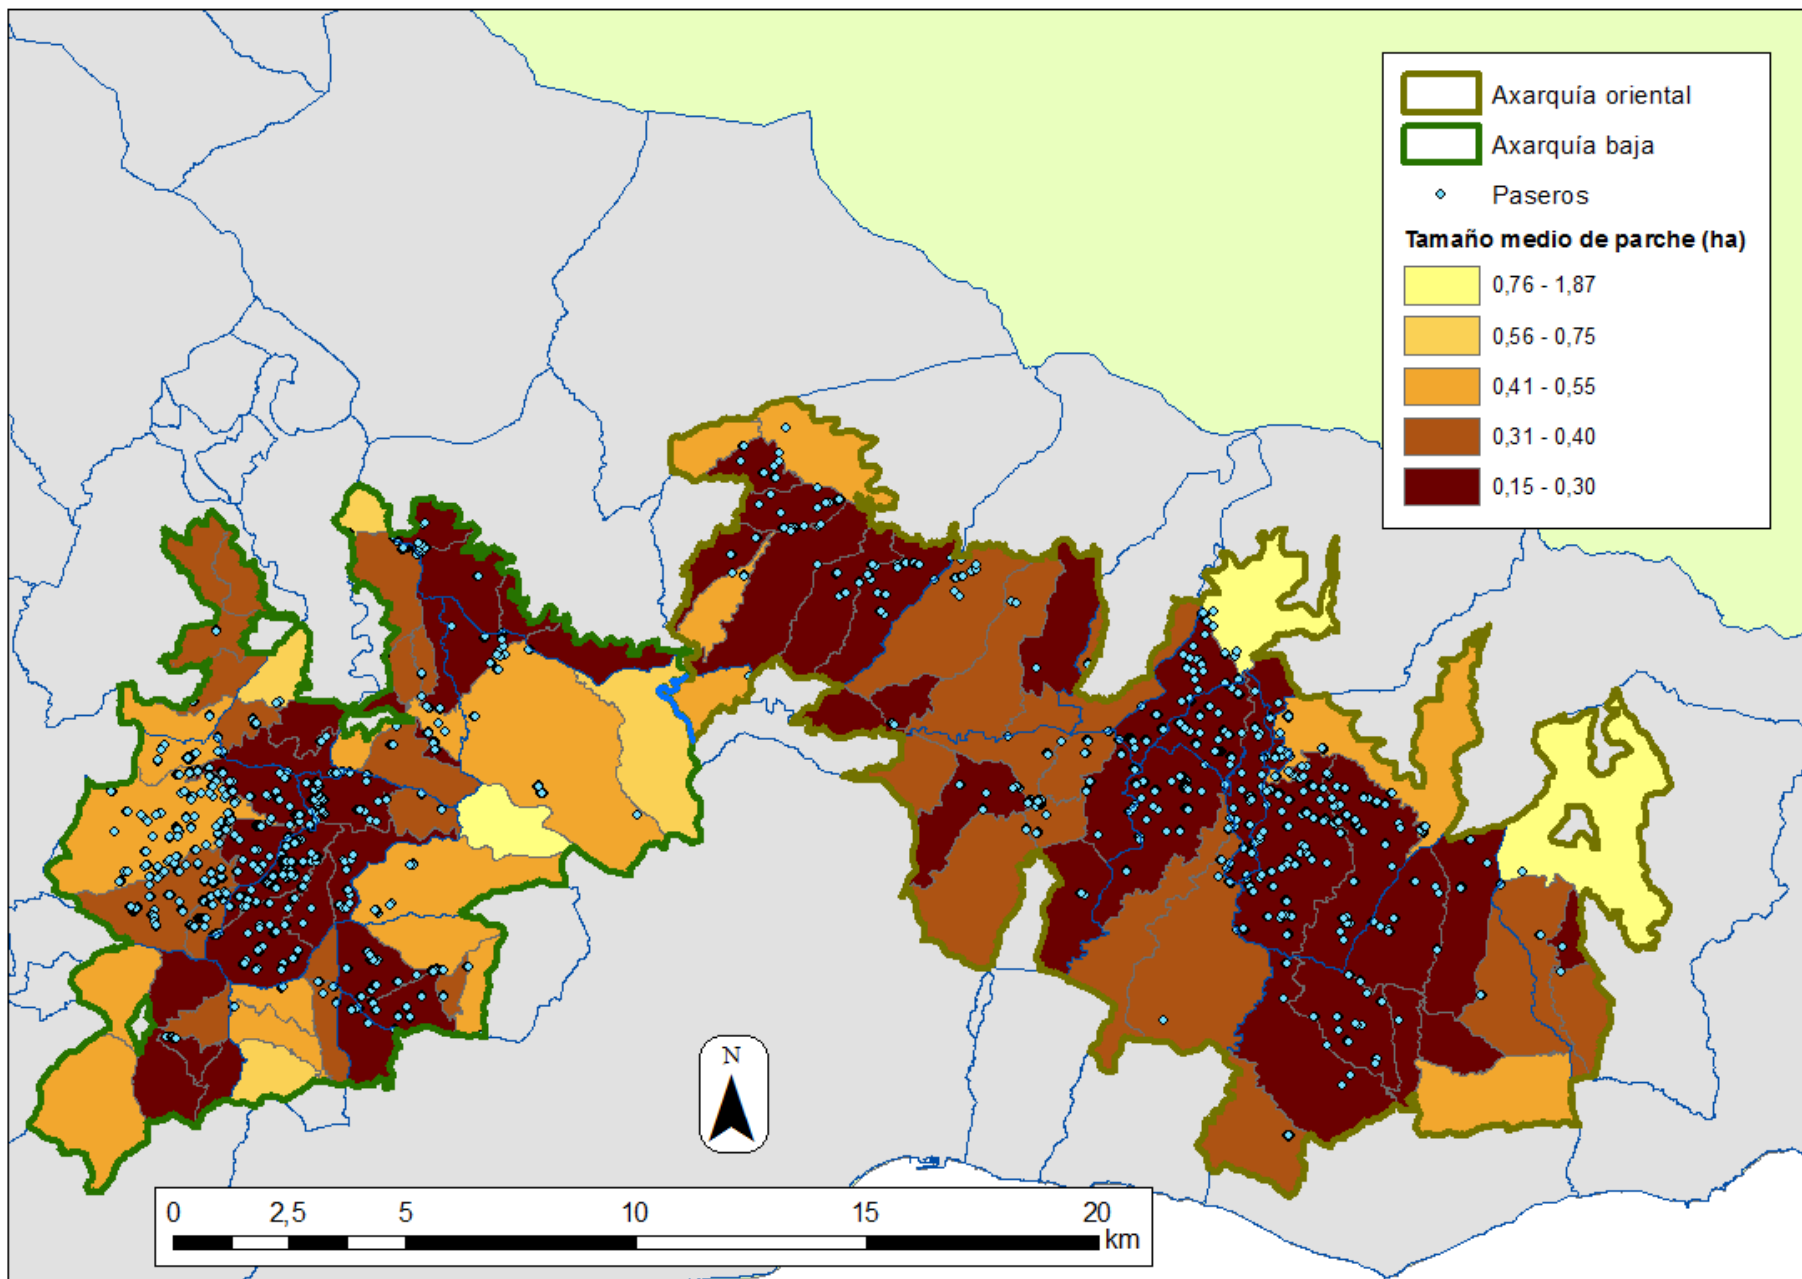 Axarquía oriental
Axarquía baja
Paseros
Tamaño medio de parche (ha)
0,76 - 1,87
0,56 - 0,75
0,41 - 0,55
0,31 - 0,40
0,15 - 0,30
N
0 2,5 5 10 15 20
km